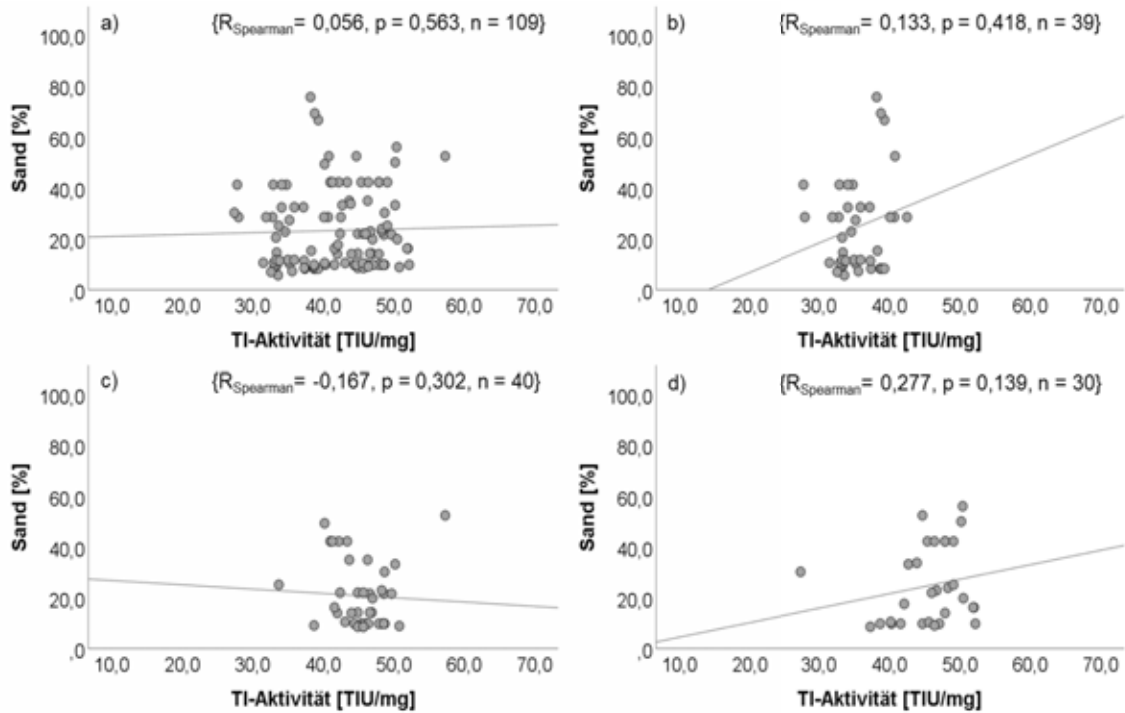 a) {R_Spearman= 0,056, p = 0,563, n = 109}
100,0
80,0
60,0
40,0
20,0
,0
Sand [%]
10,0 20,0 30,0 40,0 50,0 60,0 70,0
TI-Aktivität [TIU/mg]
b) {R_Spearman= 0,133, p = 0,418, n = 39}
100,0
80,0
60,0
40,0
20,0
,0
Sand [%]
10,0 20,0 30,0 40,0 50,0 60,0 70,0
TI-Aktivität [TIU/mg]
c) {R_Spearman= -0,167, p = 0,302, n = 40}
100,0
80,0
60,0
40,0
20,0
,0
Sand [%]
10,0 20,0 30,0 40,0 50,0 60,0 70,0
TI-Aktivität [TIU/mg]
d) {R_Spearman= 0,277, p = 0,139, n = 30}
100,0
80,0
60,0
40,0
20,0
,0
Sand [%]
10,0 20,0 30,0 40,0 50,0 60,0 70,0
TI-Aktivität [TIU/mg]